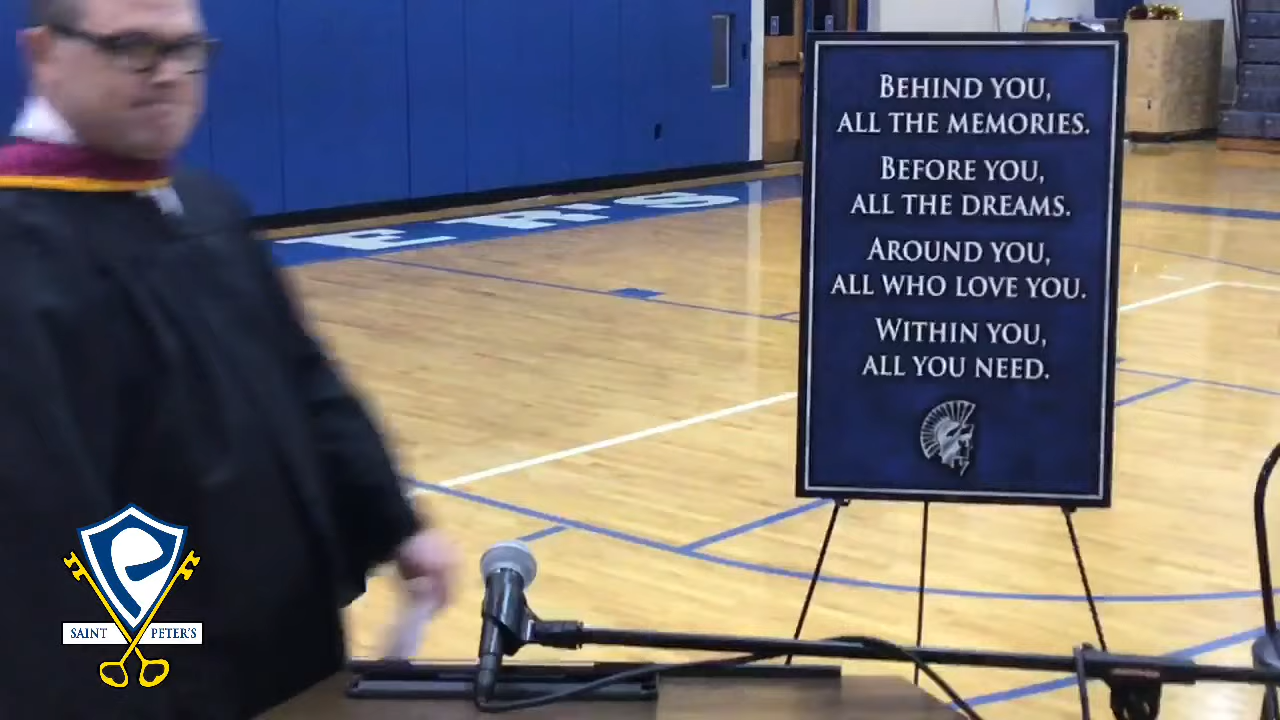 BEHIND YOU,
ALL THE MEMORIES.
BEFORE YOU,
ALL THE DREAMS.
AROUND YOU,
ALL WHO LOVE YOU.
WITHIN YOU,
ALL YOU NEED.
ER'S
P
SAINT PETER'S